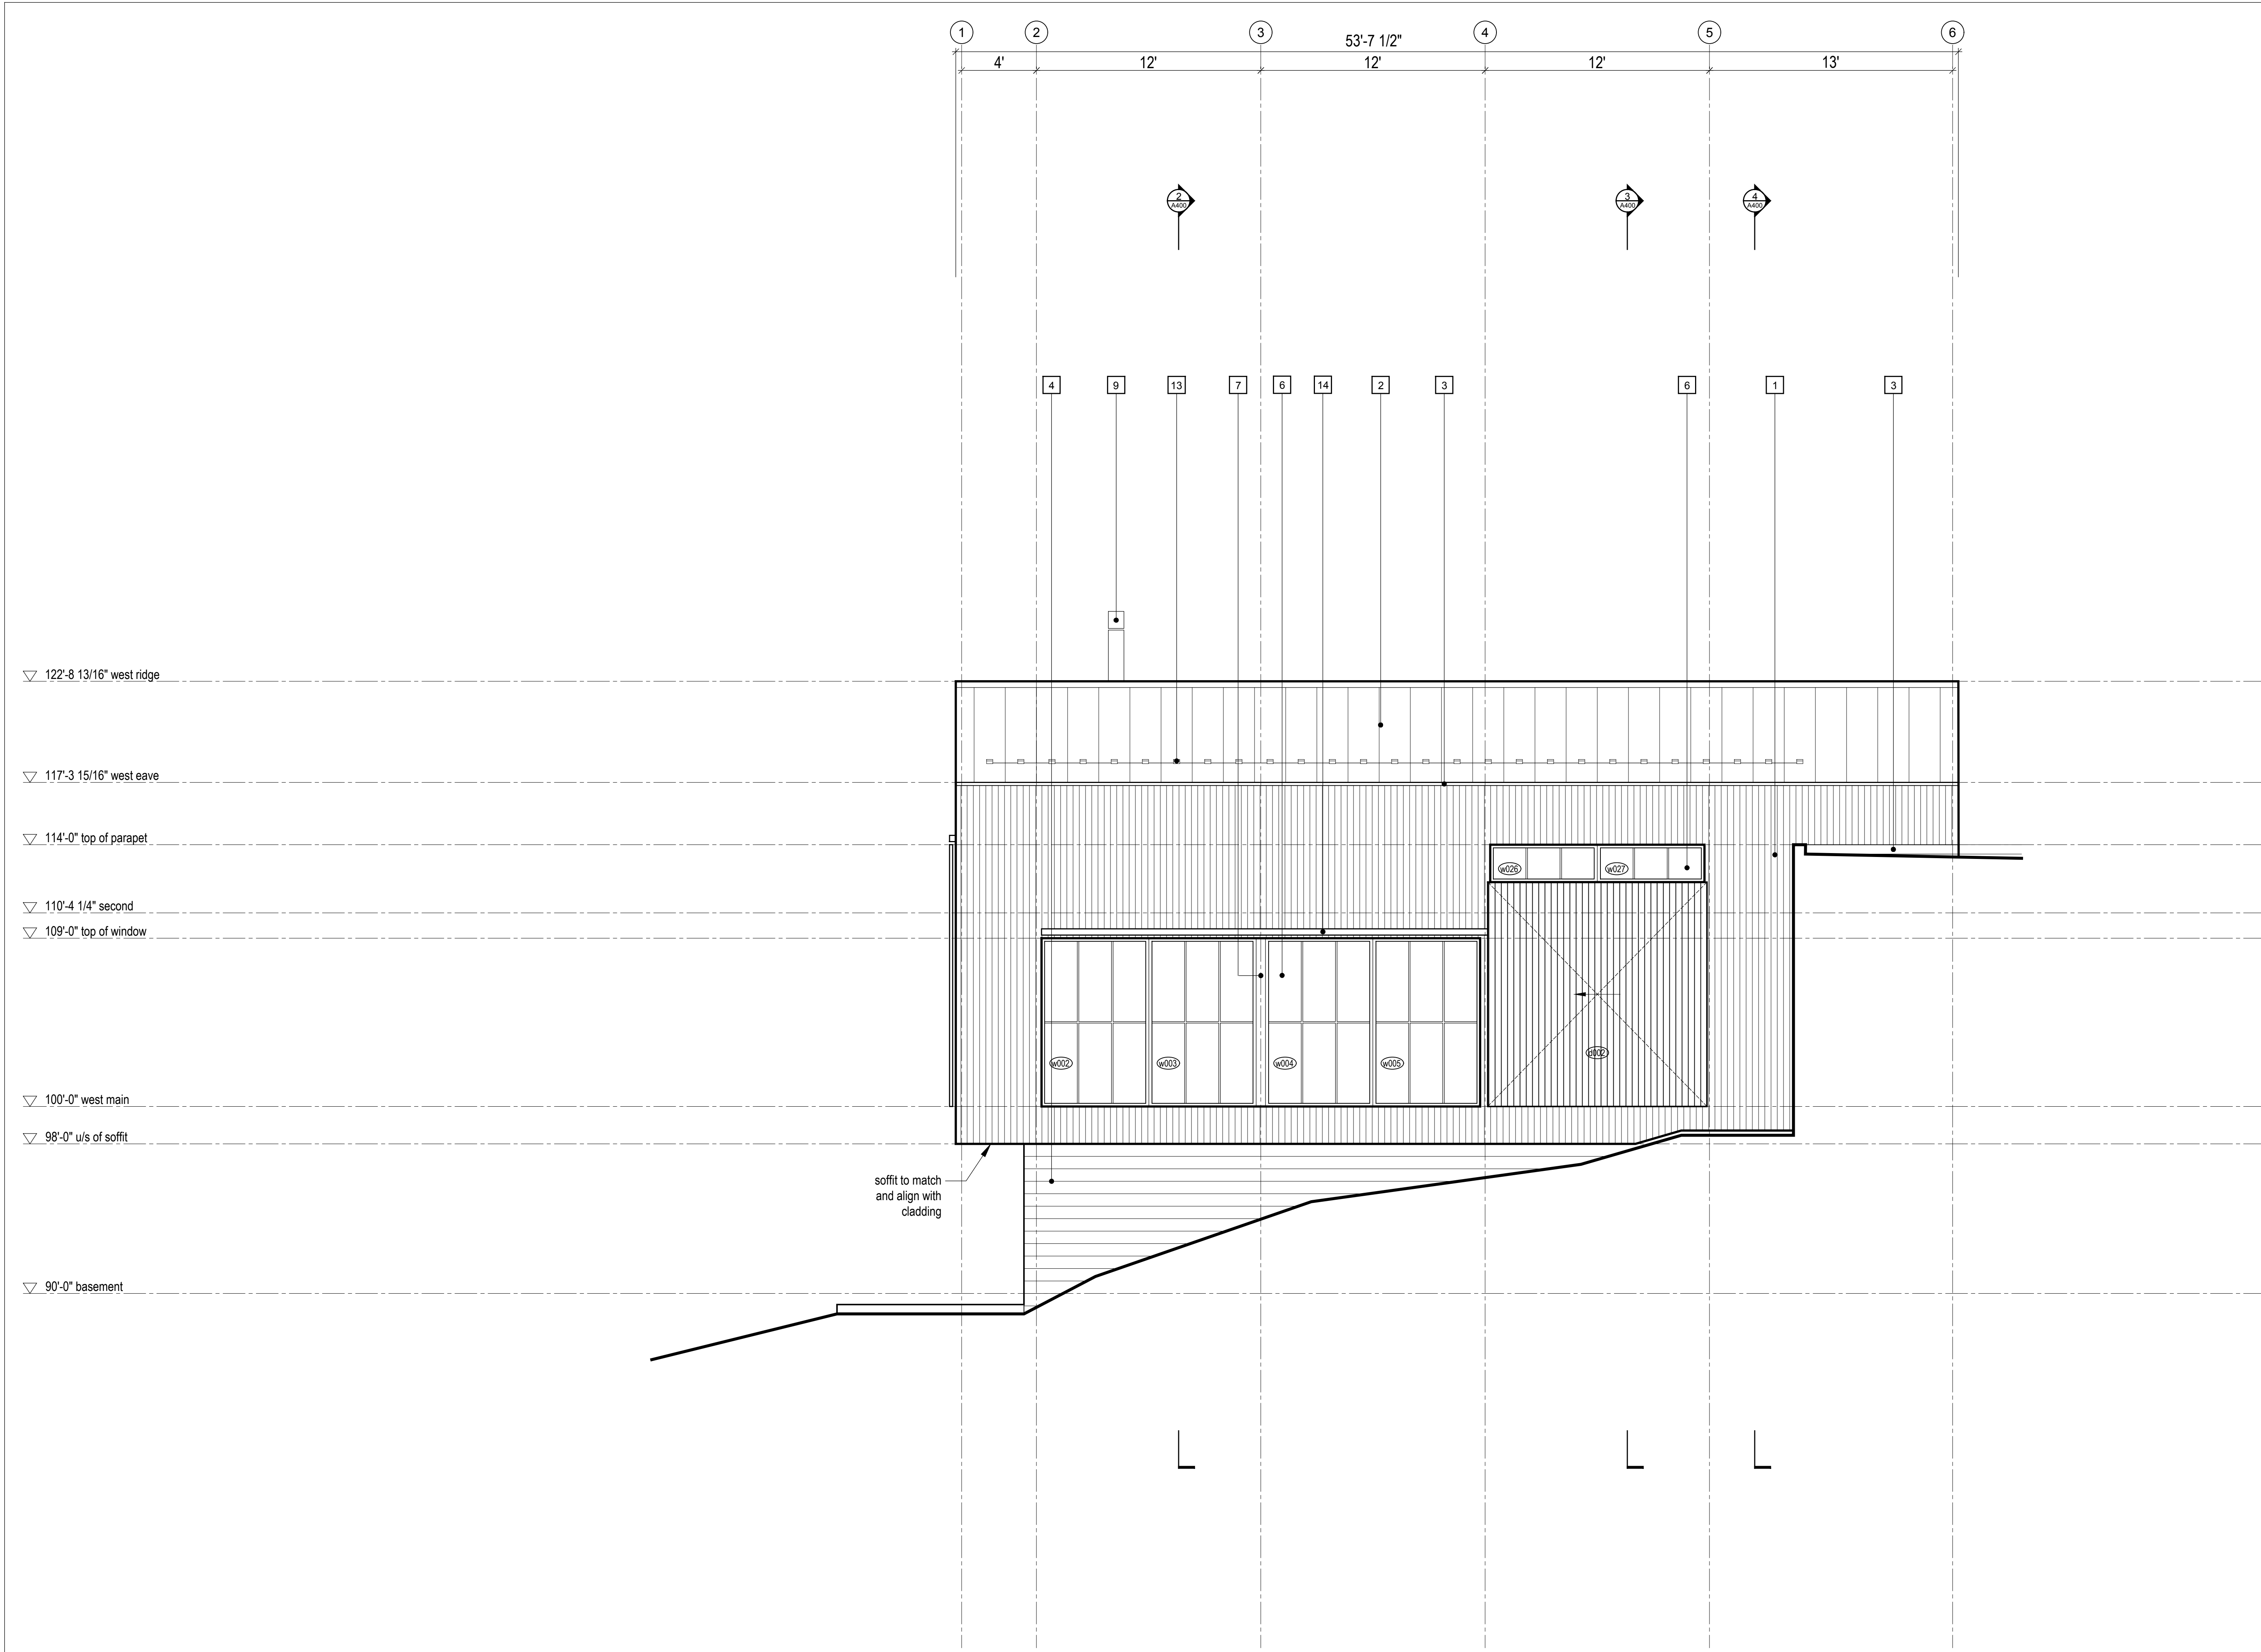 1 2 3 4 5 6
53'-7 1/2"
4' 12' 12' 12' 13'
2 3 4
A400 A400 A400
4 9 13 7 6 14 2 3 6 1 3
122'-8 13/16" west ridge
117'-3 15/16" west eave
114'-0" top of parapet
w026 w027
110'-4 1/4" second
109'-0" top of window
d002
w002 w003 w004 w005
100'-0" west main
98'-0" u/s of soffit
soffit to match
and align with
cladding
90'-0" basement